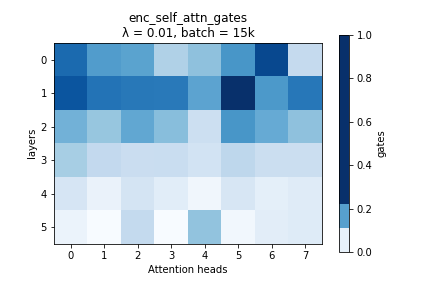 enc_self_attn_gates
λ = 0.01, batch = 15k
0
1
2
3
4
5
layers
0 1 2 3 4 5 6 7
Attention heads
1.0
0.8
0.6
0.4
0.2
0.0
gates